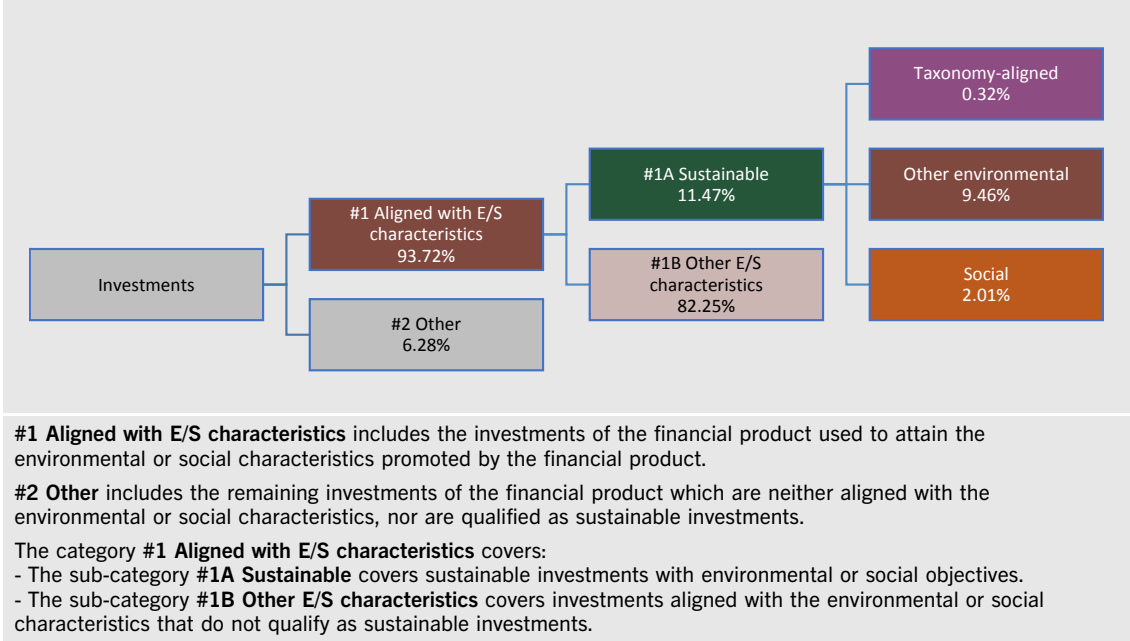 Investments
#1 Aligned with E/S
characteristics
93.72%
#2 Other
6.28%
#1A Sustainable
11.47%
#1B Other E/S
characteristics
82.25%
Taxonomy-aligned
0.32%
Other environmental
9.46%
Social
2.01%
#1 Aligned with E/S characteristics includes the investments of the financial product used to attain the
environmental or social characteristics promoted by the financial product.
#2 Other includes the remaining investments of the financial product which are neither aligned with the
environmental or social characteristics, nor are qualified as sustainable investments.
The category #1 Aligned with E/S characteristics covers:
- The sub-category #1A Sustainable covers sustainable investments with environmental or social objectives.
- The sub-category #1B Other E/S characteristics covers investments aligned with the environmental or social
characteristics that do not qualify as sustainable investments.